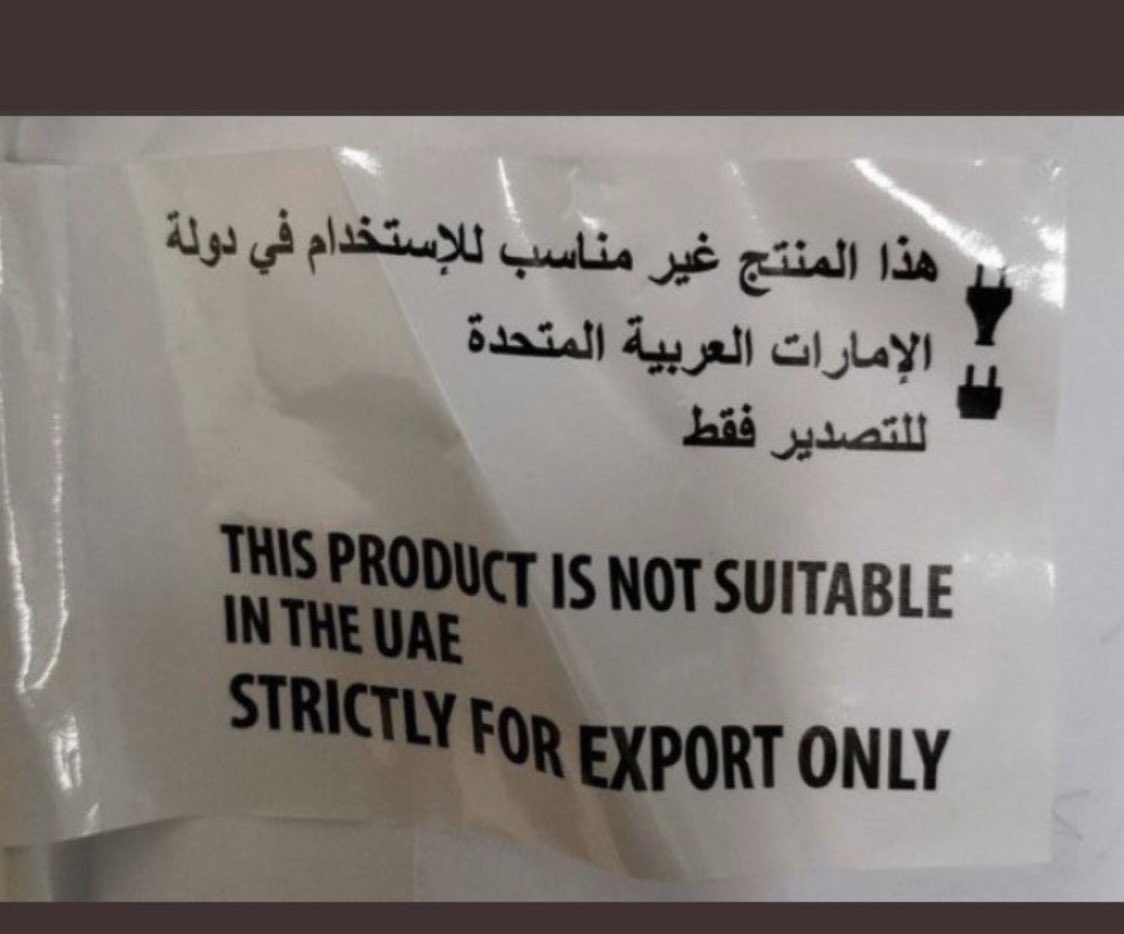 هذا المنتج غير مناسب للإستخدام في دولة
الإمارات العربية المتحدة
للتصدير فقط
THIS PRODUCT IS NOT SUITABLE
IN THE UAE
STRICTLY FOR EXPORT ONLY